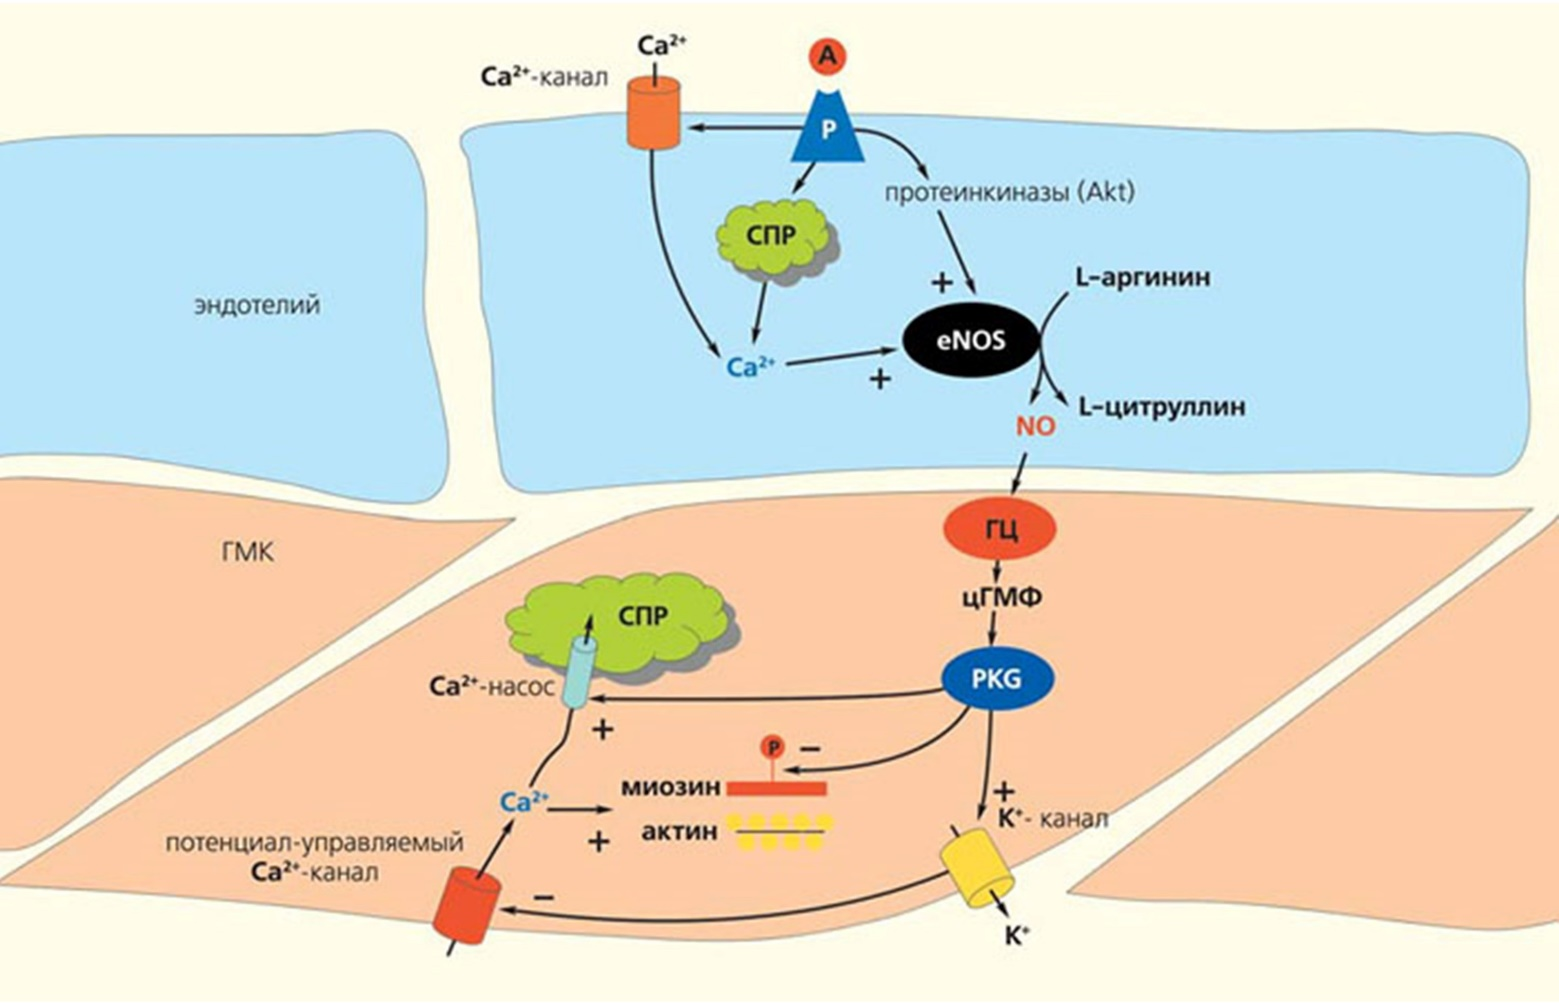 Ca²⁺
Ca²⁺-канал
A
P
протеинкиназы (Akt)
СПР
+
L–аргинин
эндотелий
eNOS
Ca²⁺
+
L–цитруллин
NO
ГЦ
ГМК
цГМФ
СПР
PKG
Ca²⁺-насос
+
P
–
миозин
Ca²⁺
+
актин
+
K⁺- канал
потенциал-управляемый
Ca²⁺-канал
–
K⁺